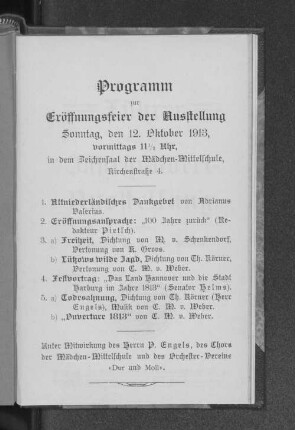 Programm
zur
Eröffnungsfeier der Ausstellung
Sonntag, den 12. Oktober 1913,
vormittags 11½ Uhr,
in dem Zeichensaal der Mädchen-Mittelschule,
Kirchenstraße 4.
1. Altniederländisches Dankgebet von Adrianus
Valerius.
2. Eröffnungsansprache: „100 Jahre zurück“ (Re-
dakteur Pietsch).
3. a) Freiheit, Dichtung von M. v. Schenkendorf,
Vertonung von K. Groos.
b) Lützows wilde Jagd, Dichtung von Th. Körner,
Vertonung von C. M. v. Weber.
4. Festvortrag: „Das Land Hannover und die Stadt
Harburg im Jahre 1813“ (Senator Helms).
5. a) Todesahnung, Dichtung von Th. Körner (Herr
Engels), Musik von C. M. v. Weber.
b) „Ouverture 1813“ von C. M. v. Weber.
Unter Mitwirkung des Herrn P. Engels, des Chors
der Mädchen-Mittelschule und des Orchester-Vereins
«Dur und Moll».